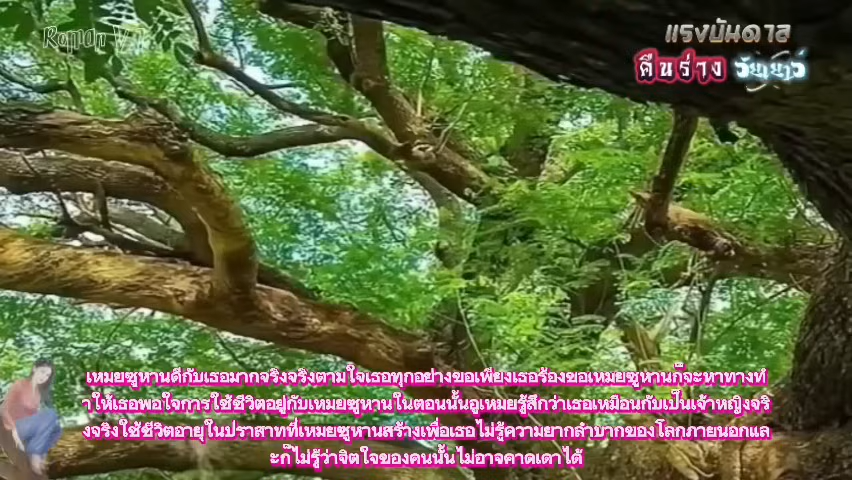 Roman V.1
แรงบันดาล
คืนร่าง วันยาวร์
เหมยซูหานดีกับเธอมากจริงจริงตามใจเธอทุกอย่างขอเพียงเธอร้องขอเหมยซูหานก็จะหาทางทำ
าให้เธอพอใจการใช้ชีวิตอยู่กับเหมยซูหานในตอนนั้นอูเหมยรู้สึกว่าเธอเหมือนกับเป็นเจ้าหญิงจริ
งจริงใช้ชีวิตอายุในปราสาทที่เหมยซูหานสร้างเพื่อเธอไม่รู้ความยากลำบากของโลกภายนอกแล
ะก็ไม่รู้ว่าจิตใจของคนนั้นไม่อาจคาดเดาได้